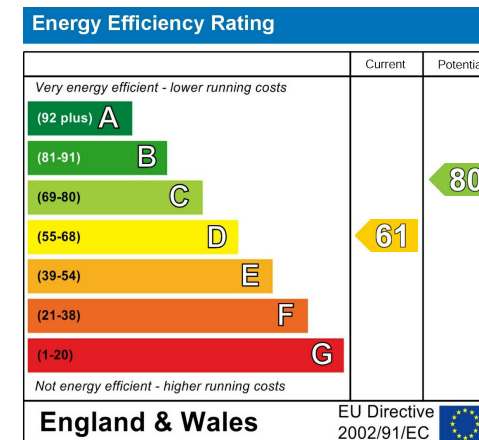 Energy Efficiency Rating
Current Potentia
Very energy efficient - lower running costs
(92 plus) A
(81-91) B
(69-80) C
80
(55-68) D
61
(39-54) E
(21-38) F
(1-20) G
Not energy efficient - higher running costs
England & Wales
EU Directive
2002/91/EC